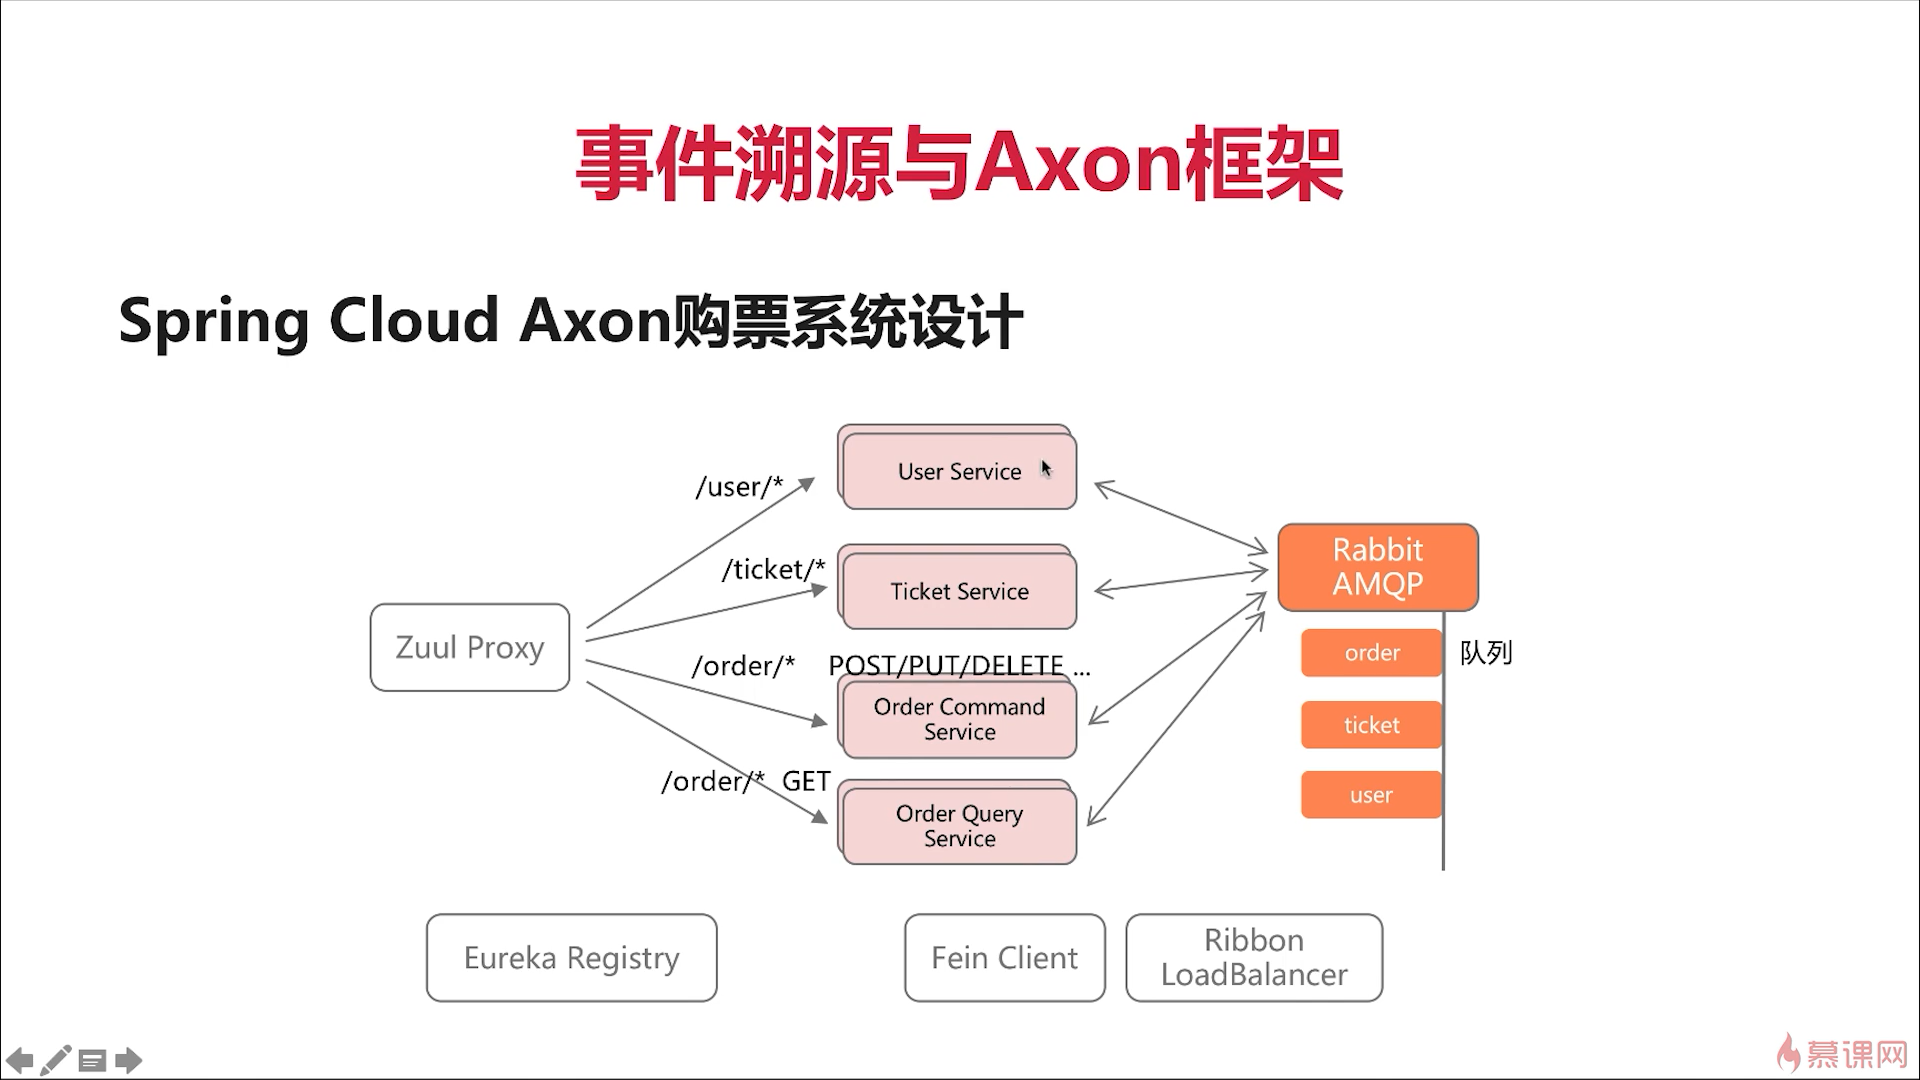 事件溯源与Axon框架
Spring Cloud Axon购票系统设计
User Service
/user/*
/ticket/*
Ticket Service
Rabbit
AMQP
Zuul Proxy
/order/* POST/PUT/DELETE ...
order
队列
Order Command
Service
ticket
/order/* GET
user
Order Query
Service
Eureka Registry
Fein Client
Ribbon
LoadBalancer
慕课网